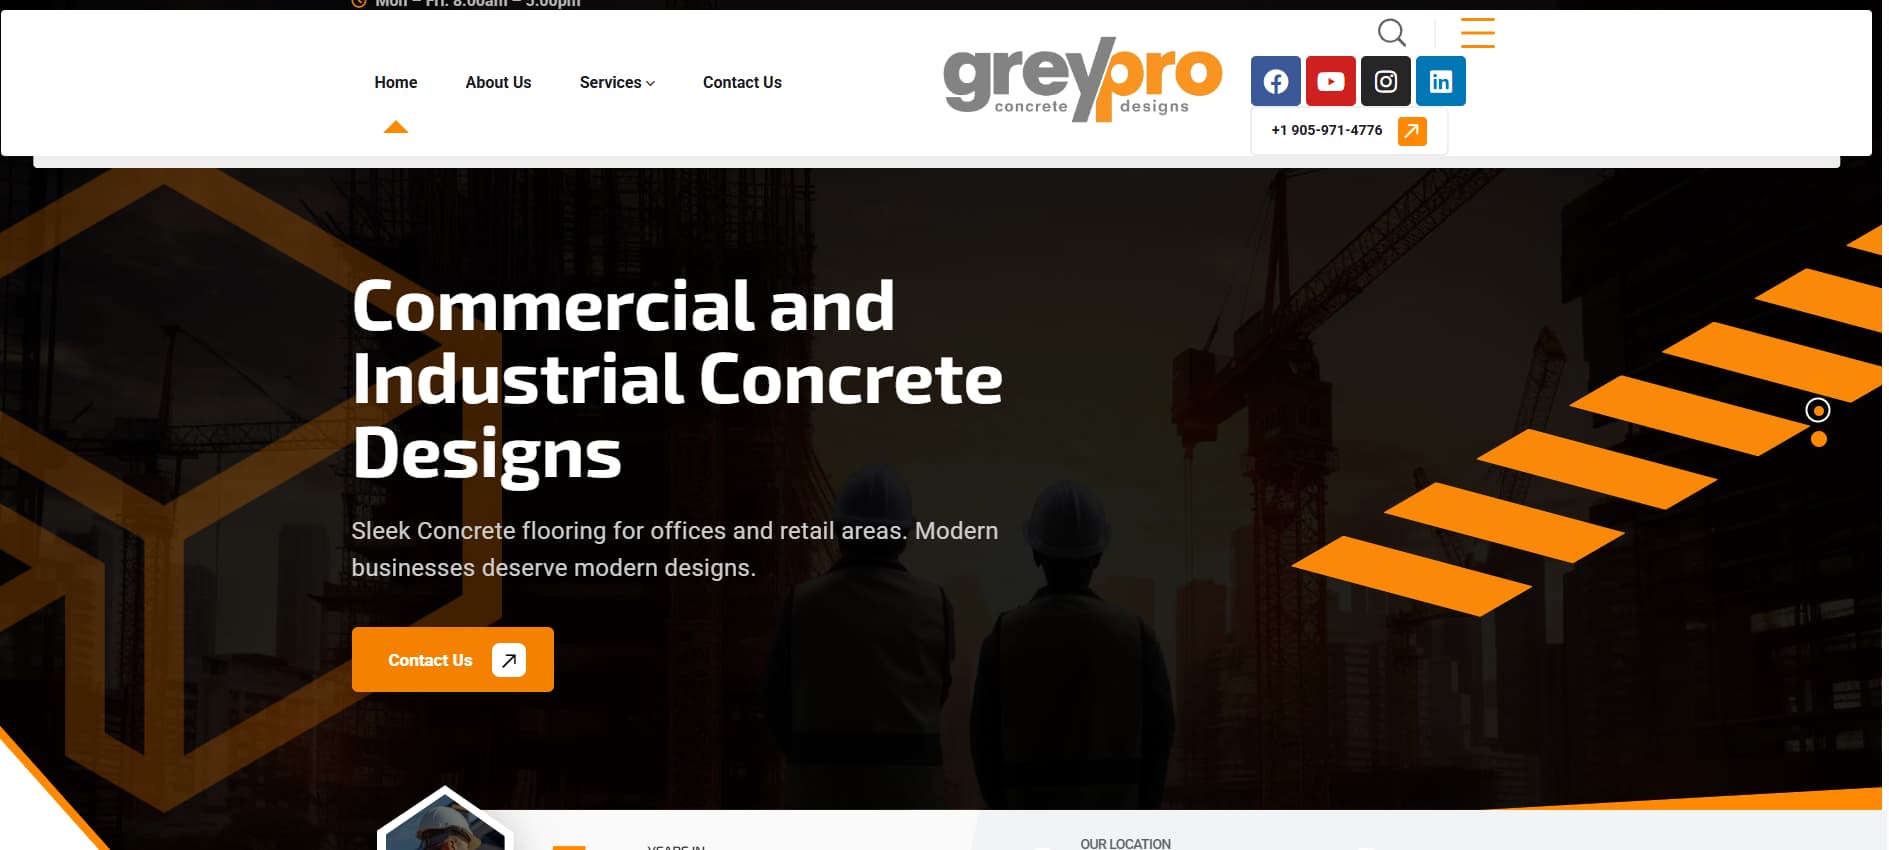 Mon – Fri: 8.00am – 5.00pm
Home
About Us
Services
Contact Us
greypro
concrete designs
+1 905-971-4776
Commercial and
Industrial Concrete
Designs
Sleek Concrete flooring for offices and retail areas. Modern
businesses deserve modern designs.
Contact Us
YEARS IN
OUR LOCATION